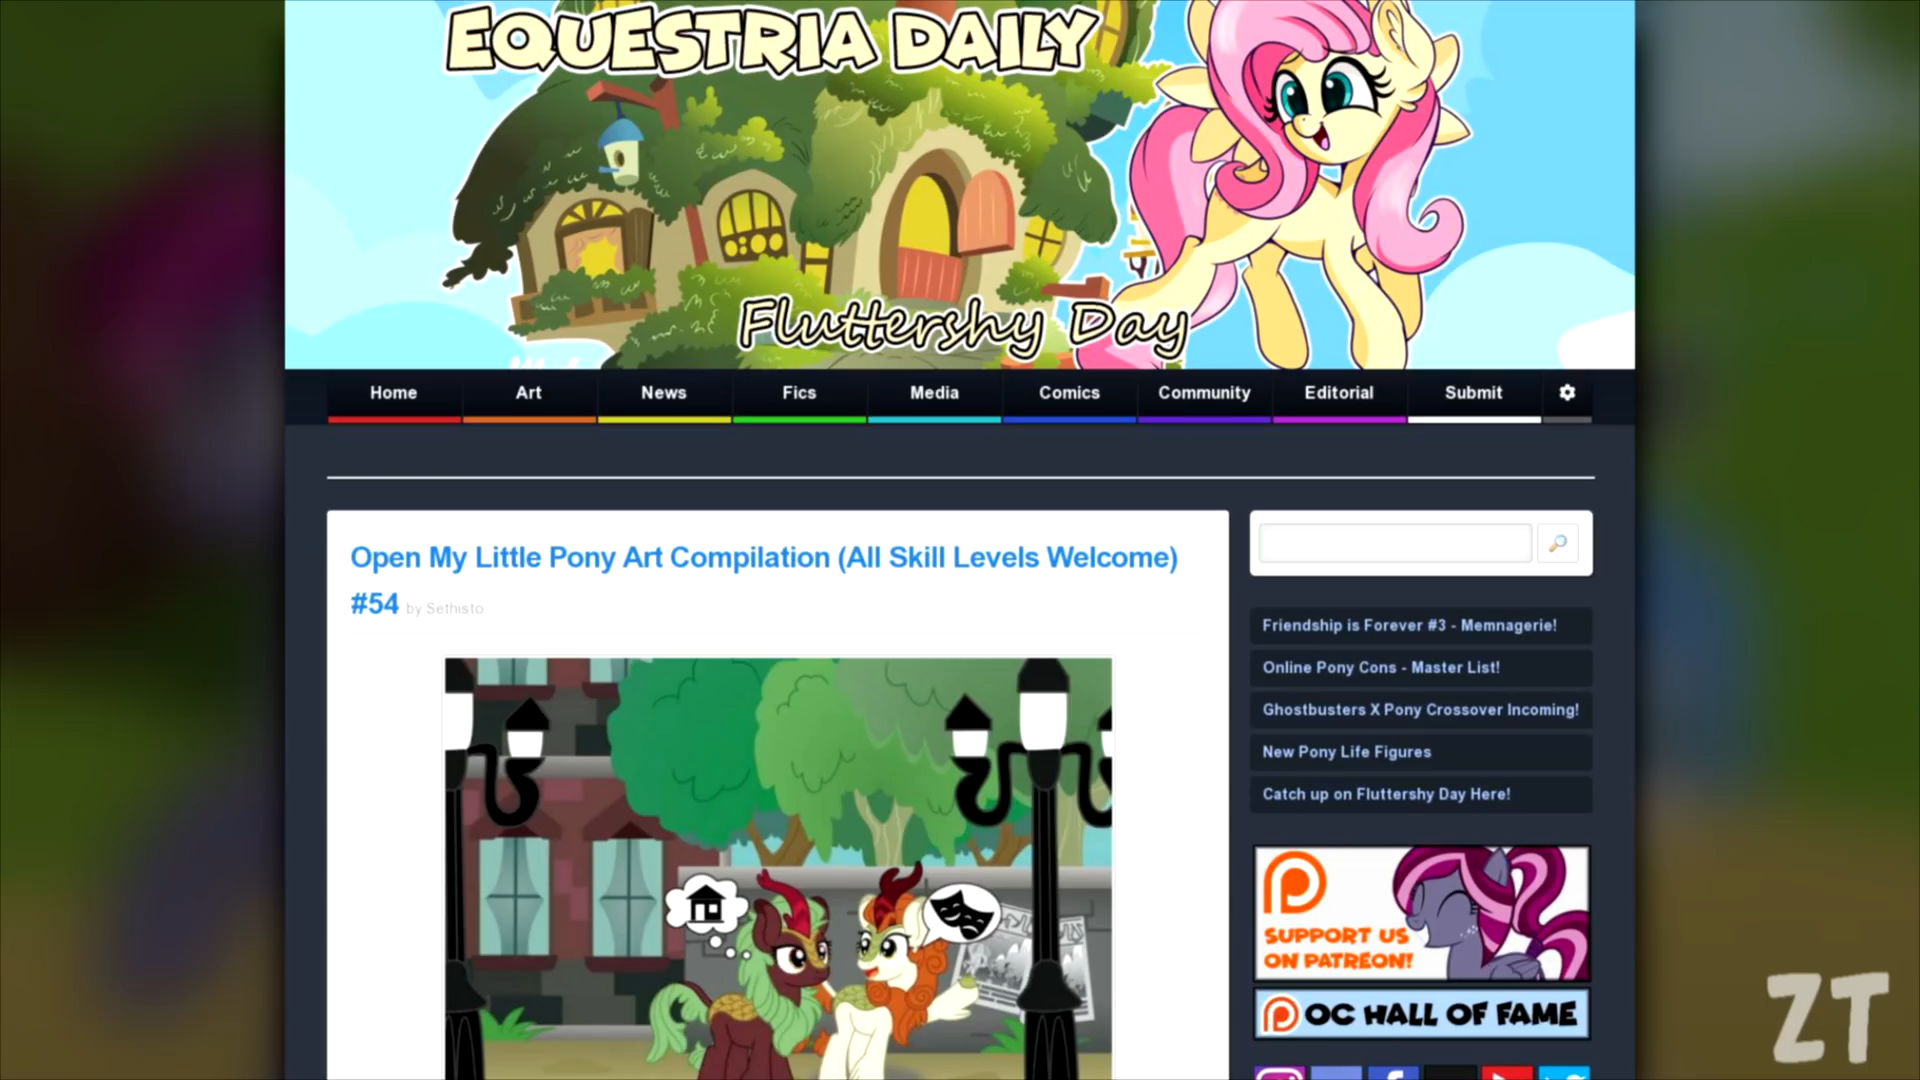 EQUESTRIA DAILY
Fluttershy Day
Home Art News Fics Media Comics Community Editorial Submit
Open My Little Pony Art Compilation (All Skill Levels Welcome)
#54 by Sethisto
Friendship is Forever #3 - Memnagerie!
Online Pony Cons - Master List!
Ghostbusters X Pony Crossover Incoming!
New Pony Life Figures
Catch up on Fluttershy Day Here!
SUPPORT US
ON PATREON!
OC HALL OF FAME
ZT